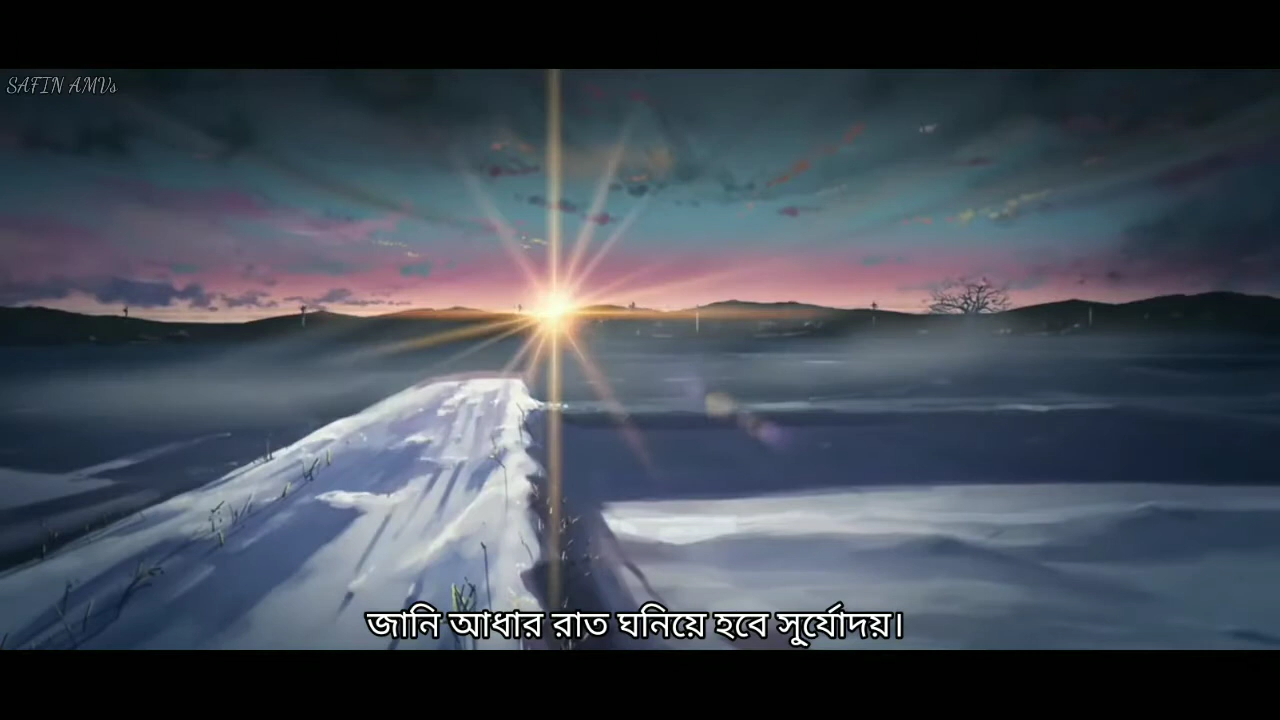 SAFIN AMVs
জানি আধার রাত ঘনিয়ে হবে সুর্যোদয়।